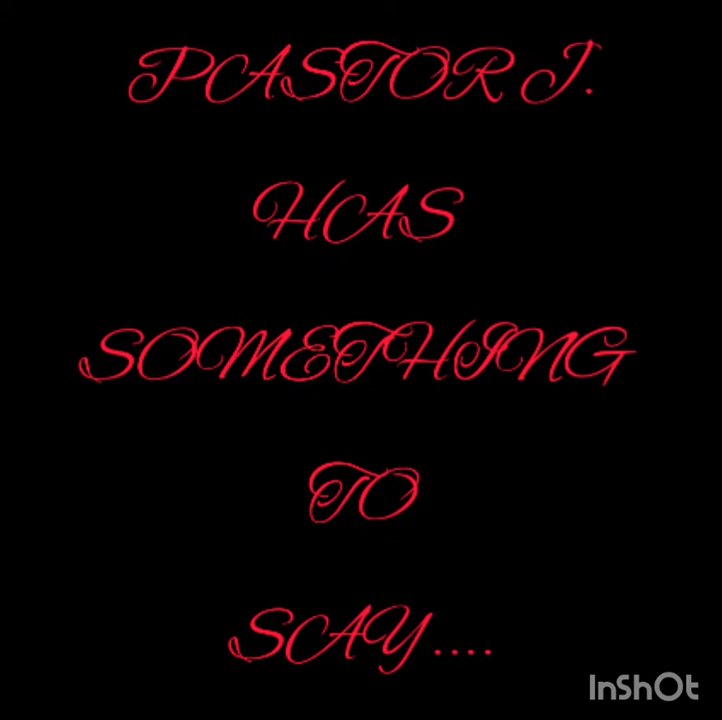 PASTOR J.
HAS
SOMETHING
TO
SAY....
InShOt